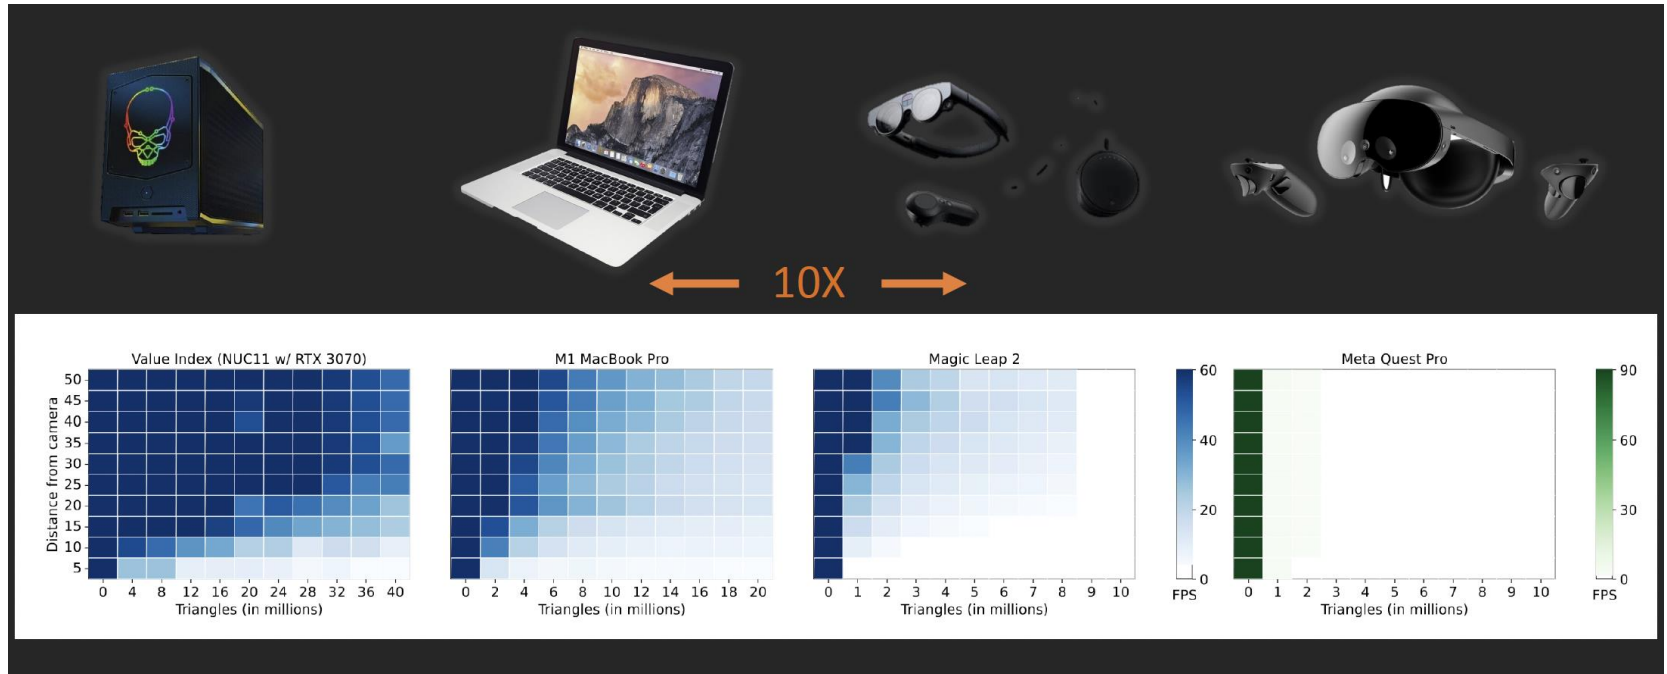 10X
Value Index (NUC11 w/ RTX 3070)
M1 MacBook Pro
Magic Leap 2
Meta Quest Pro
Distance from camera
50
45
40
35
30
25
20
15
10
5
0 4 8 12 16 20 24 28 32 36 40
Triangles (in millions)
0 2 4 6 8 10 12 14 16 18 20
Triangles (in millions)
0 1 2 3 4 5 6 7 8 9 10
Triangles (in millions)
60
40
20
0
FPS
0 1 2 3 4 5 6 7 8 9 10
Triangles (in millions)
90
60
30
0
FPS